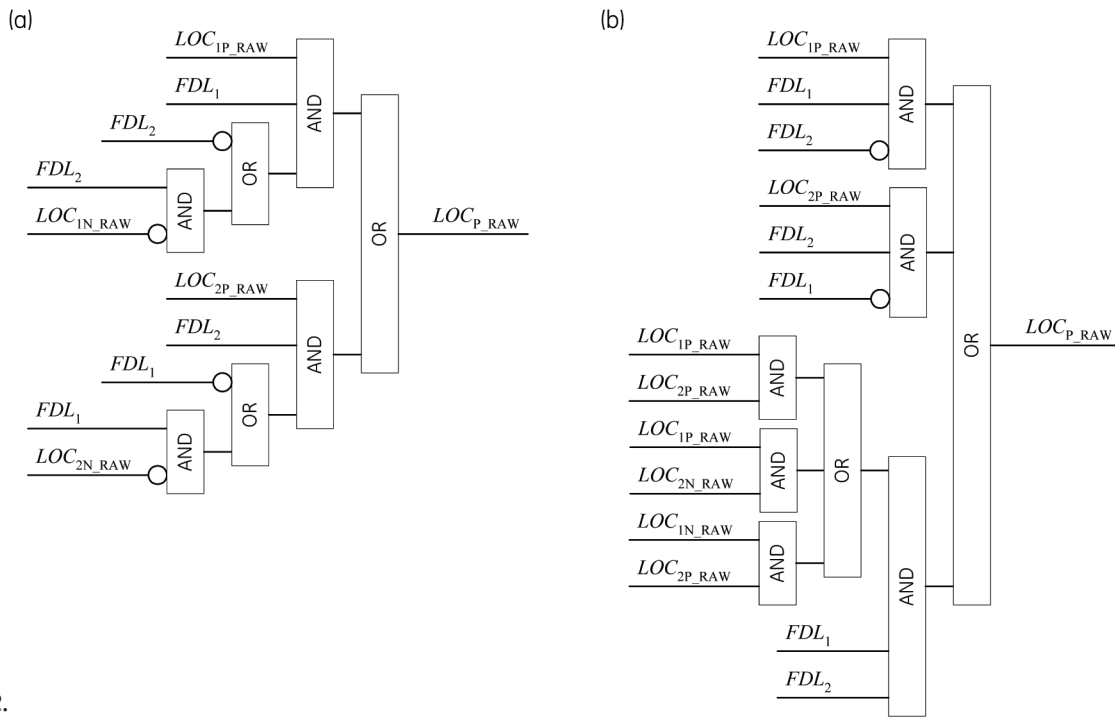 (a)
LOC1P_RAW
FDL1
AND
FDL2
OR
FDL2
AND
LOC1N_RAW
OR
LOCP_RAW
LOC2P_RAW
FDL2
AND
FDL1
OR
FDL1
AND
LOC2N_RAW
(b)
LOC1P_RAW
FDL1
AND
FDL2
LOC2P_RAW
FDL2
AND
FDL1
OR
LOCP_RAW
LOC1P_RAW
AND
LOC2P_RAW
LOC1P_RAW
AND
OR
LOC2N_RAW
LOC1N_RAW
AND
LOC2P_RAW
AND
FDL1
FDL2